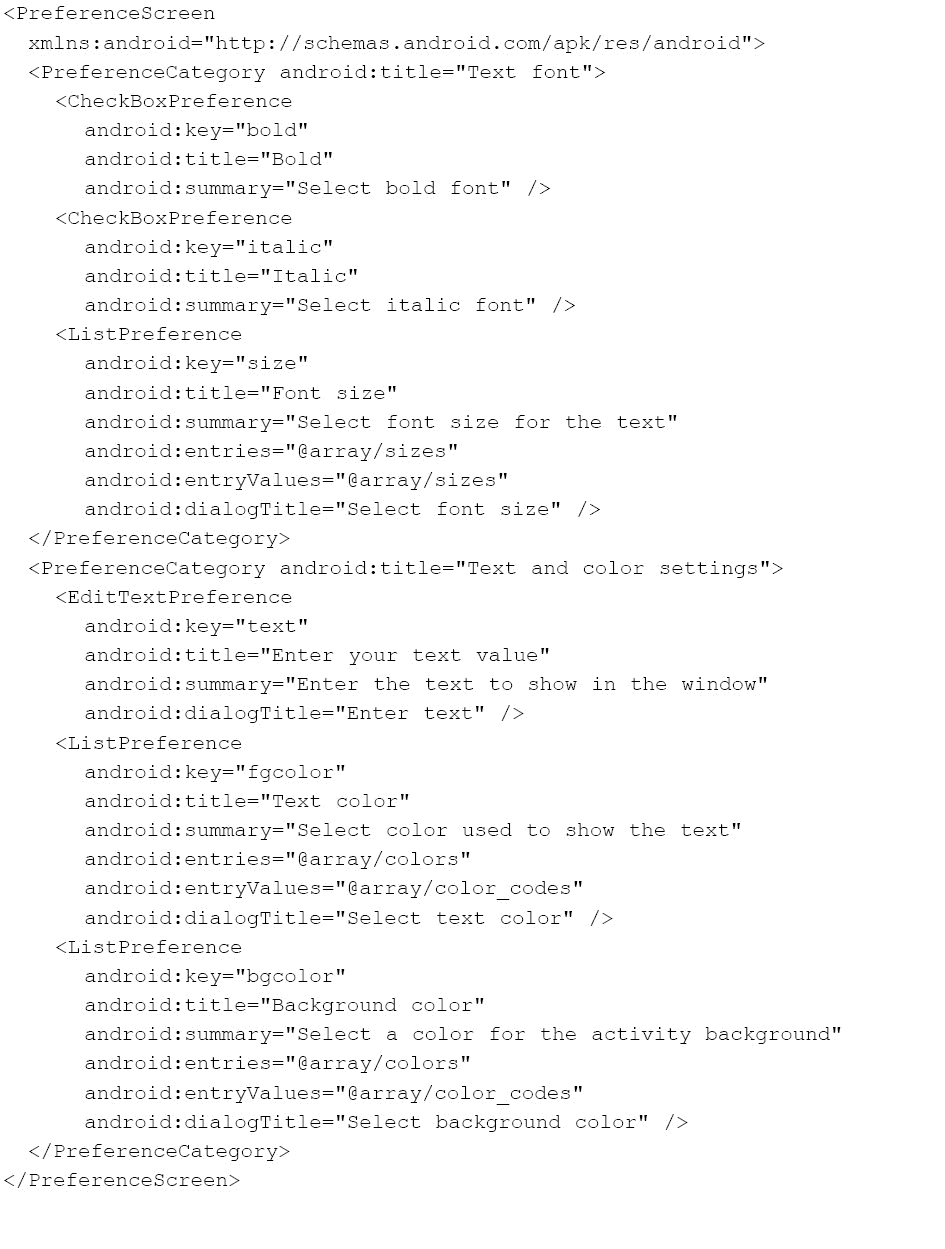 <PreferenceScreen
xmlns:android="http://schemas.android.com/apk/res/android">
<PreferenceCategory android:title="Text font">
<CheckBoxPreference
android:key="bold"
android:title="Bold"
android:summary="Select bold font" />
<CheckBoxPreference
android:key="italic"
android:title="Italic"
android:summary="Select italic font" />
<ListPreference
android:key="size"
android:title="Font size"
android:summary="Select font size for the text"
android:entries="@array/sizes"
android:entryValues="@array/sizes"
android:dialogTitle="Select font size" />
</PreferenceCategory>
<PreferenceCategory android:title="Text and color settings">
<EditTextPreference
android:key="text"
android:title="Enter your text value"
android:summary="Enter the text to show in the window"
android:dialogTitle="Enter text" />
<ListPreference
android:key="fgcolor"
android:title="Text color"
android:summary="Select color used to show the text"
android:entries="@array/colors"
android:entryValues="@array/color_codes"
android:dialogTitle="Select text color" />
<ListPreference
android:key="bgcolor"
android:title="Background color"
android:summary="Select a color for the activity background"
android:entries="@array/colors"
android:entryValues="@array/color_codes"
android:dialogTitle="Select background color" />
</PreferenceCategory>
</PreferenceScreen>